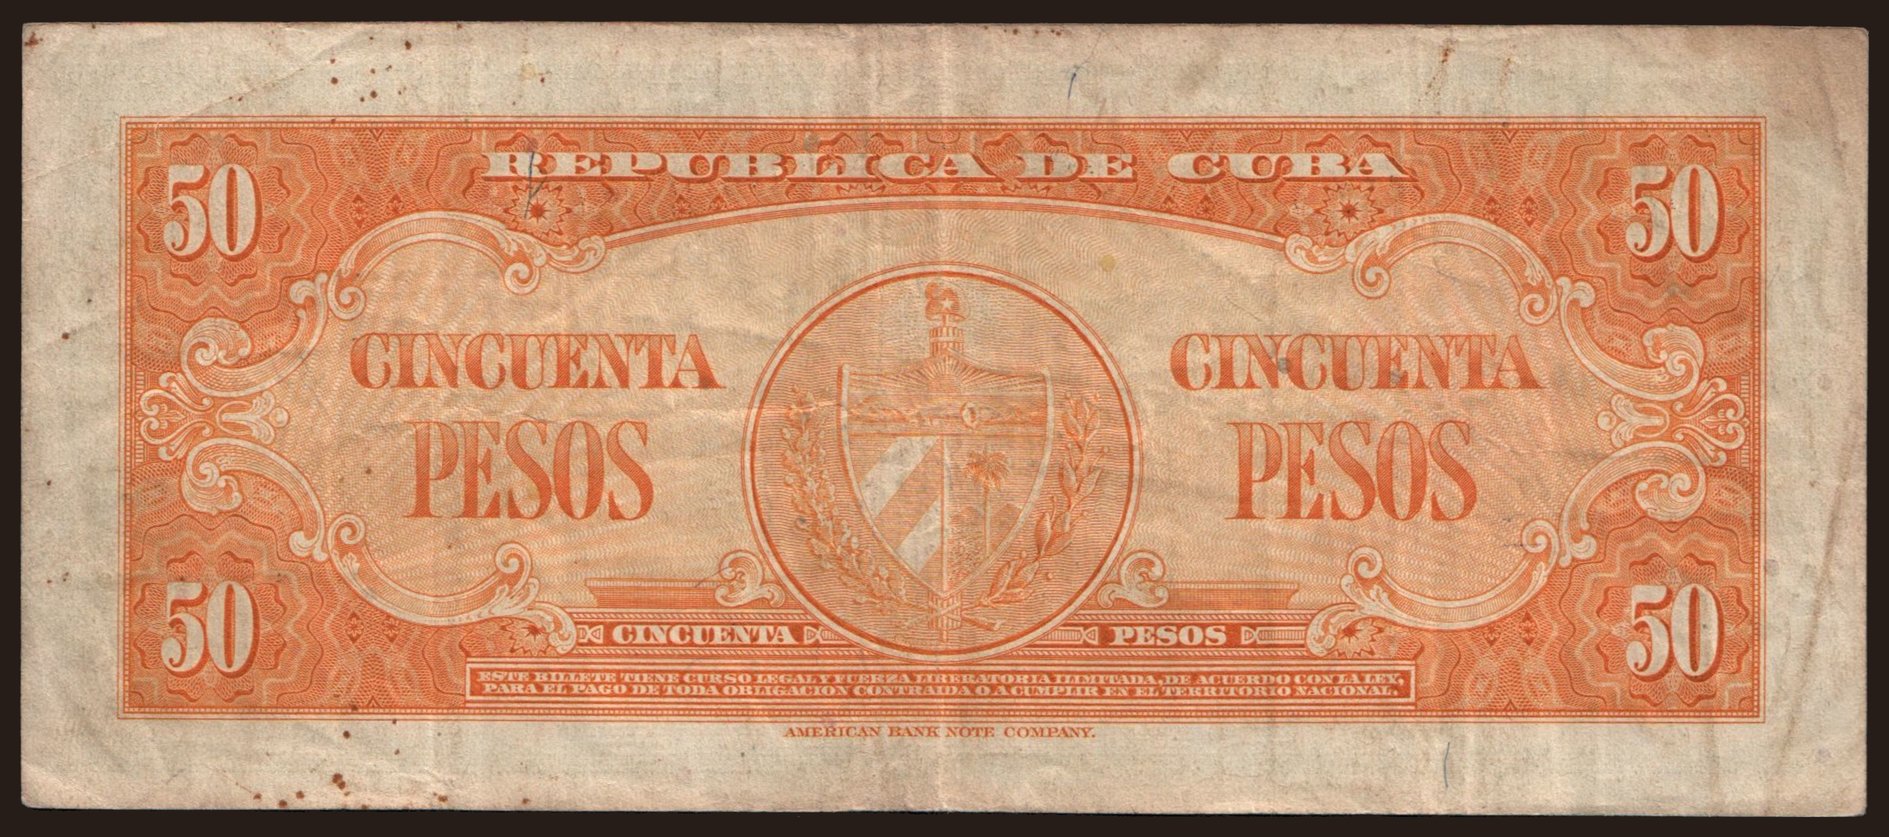 REPUBLICA DE CUBA
50 50
CINCUENTA CINCUENTA
PESOS PESOS
50 50
CINCUENTA PESOS
ESTE BILLETE TIENE CURSO LEGAL Y FUERZA LIBERATORIA ILIMITADA, DE ACUERDO CON LA LEY,
PARA EL PAGO DE TODA OBLIGACION CONTRAIDA O A CUMPLIR EN EL TERRITORIO NACIONAL.
AMERICAN BANK NOTE COMPANY.